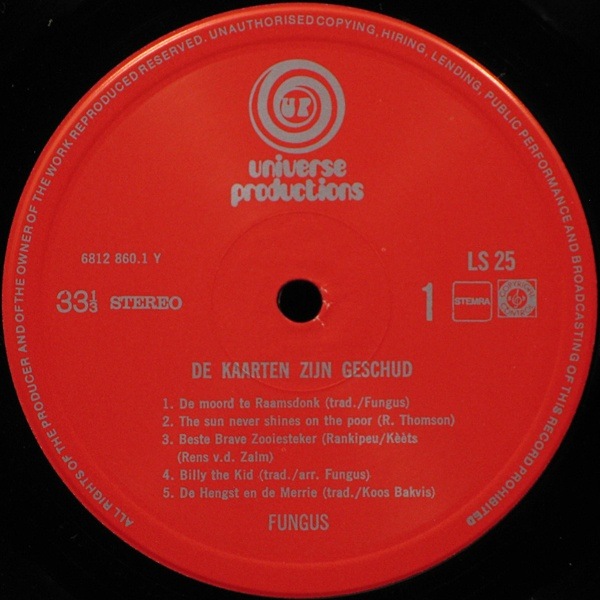 ALL RIGHTS OF THE PRODUCER AND OF THE OWNER OF THE WORK REPRODUCED RESERVED. UNAUTHORISED COPYING, HIRING, LENDING, PUBLIC PERFORMANCE AND BROADCASTING OF THIS RECORD PROHIBITED
UR
universe
productions
6812 860.1 Y
LS 25
33 1/3 STEREO
1
STEMRA
DE KAARTEN ZIJN GESCHUD
1. De moord te Raamsdonk (trad./Fungus)
2. The sun never shines on the poor (R. Thomson)
3. Beste Brave Zooiesteker (Rankipeu/Kèèts
(Rens v.d. Zalm)
4. Billy the Kid (trad./arr. Fungus)
5. De Hengst en de Merrie (trad./Koos Bakvis)
FUNGUS